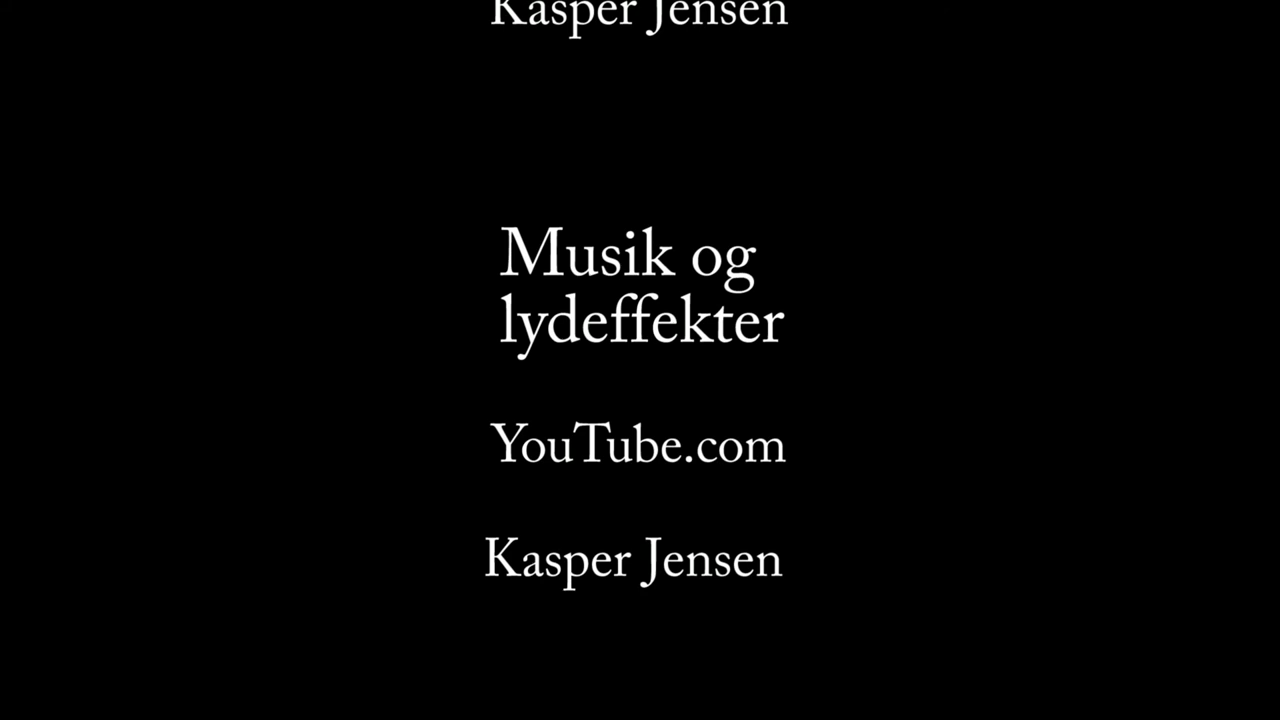 Kasper Jensen
Musik og
lydeffekter
YouTube.com
Kasper Jensen